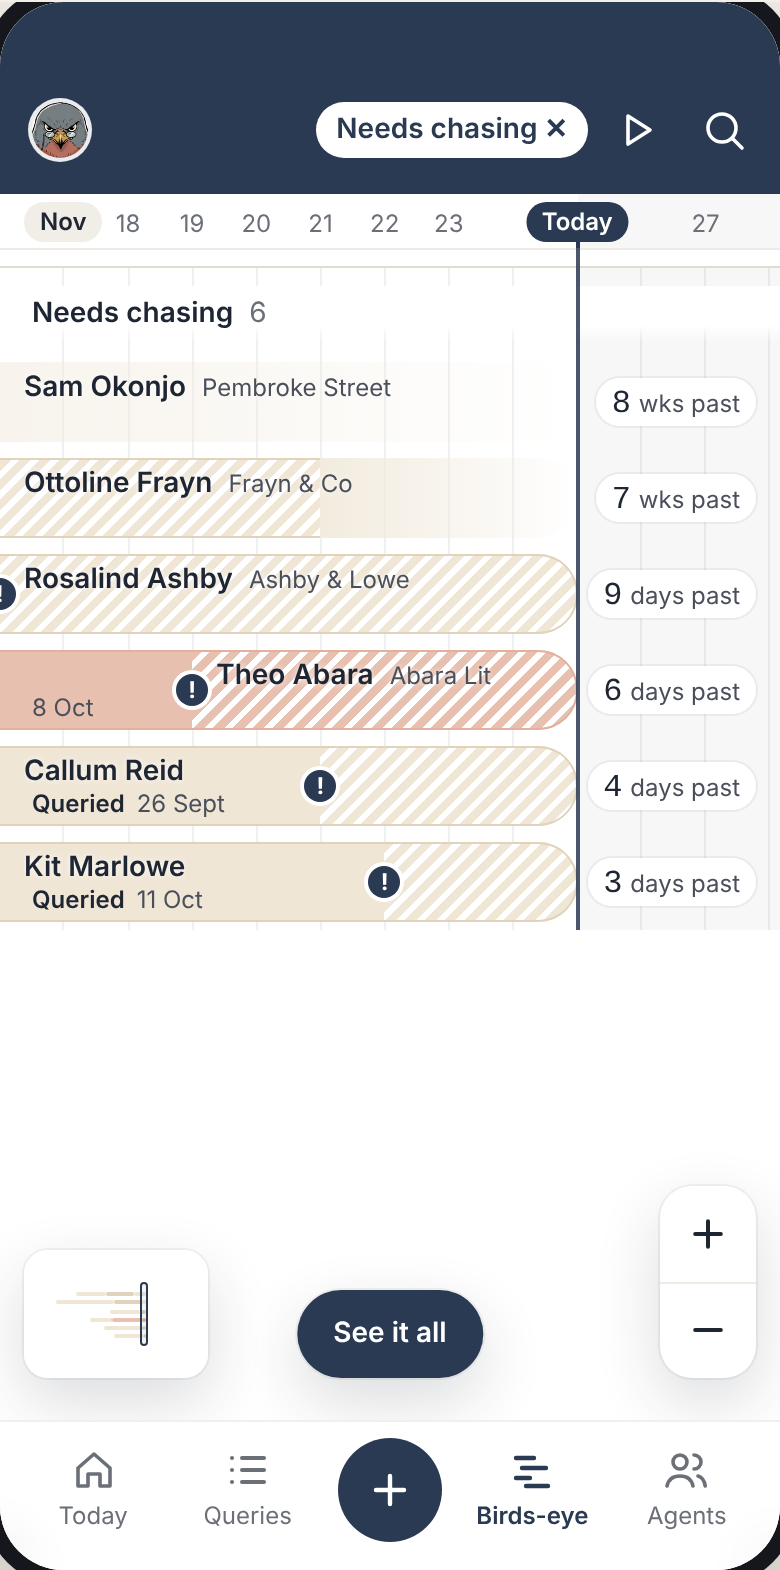 Needs chasing ✕
Nov 18 19 20 21 22 23 Today 27
Needs chasing 6
Sam Okonjo Pembroke Street 8 wks past
Ottoline Frayn Frayn & Co 7 wks past
! Rosalind Ashby Ashby & Lowe 9 days past
8 Oct ! Theo Abara Abara Lit 6 days past
Callum Reid
Queried 26 Sept ! 4 days past
Kit Marlowe
Queried 11 Oct ! 3 days past
+
See it all
−
Today Queries + Birds-eye Agents